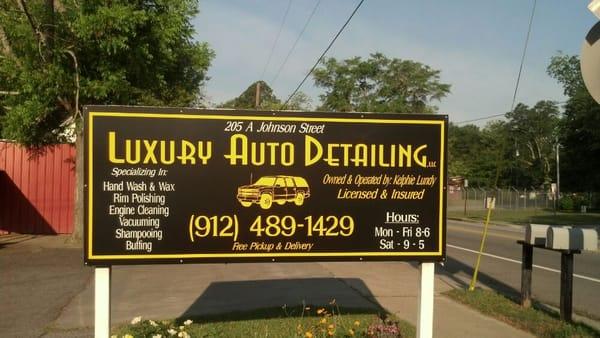 205 A Johnson Street
LUXURY AUTO DETAILING, LLC
Specializing In:
Hand Wash & Wax
Rim Polishing
Engine Cleaning
Vacuuming
Shampooing
Buffing
Owned & Operated by: Kelphie Lundy
Licensed & Insured
(912) 489-1429
Free Pickup & Delivery
Hours:
Mon - Fri 8-6
Sat - 9 - 5